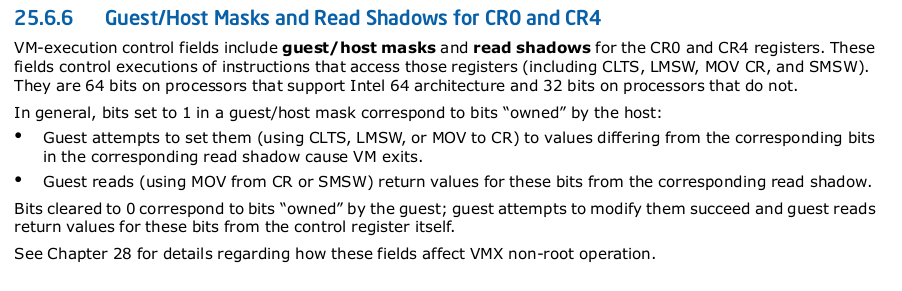 25.6.6 Guest/Host Masks and Read Shadows for CR0 and CR4
VM-execution control fields include guest/host masks and read shadows for the CR0 and CR4 registers. These
fields control executions of instructions that access those registers (including CLTS, LMSW, MOV CR, and SMSW).
They are 64 bits on processors that support Intel 64 architecture and 32 bits on processors that do not.
In general, bits set to 1 in a guest/host mask correspond to bits “owned” by the host:
• Guest attempts to set them (using CLTS, LMSW, or MOV to CR) to values differing from the corresponding bits
in the corresponding read shadow cause VM exits.
• Guest reads (using MOV from CR or SMSW) return values for these bits from the corresponding read shadow.
Bits cleared to 0 correspond to bits “owned” by the guest; guest attempts to modify them succeed and guest reads
return values for these bits from the control register itself.
See Chapter 28 for details regarding how these fields affect VMX non-root operation.